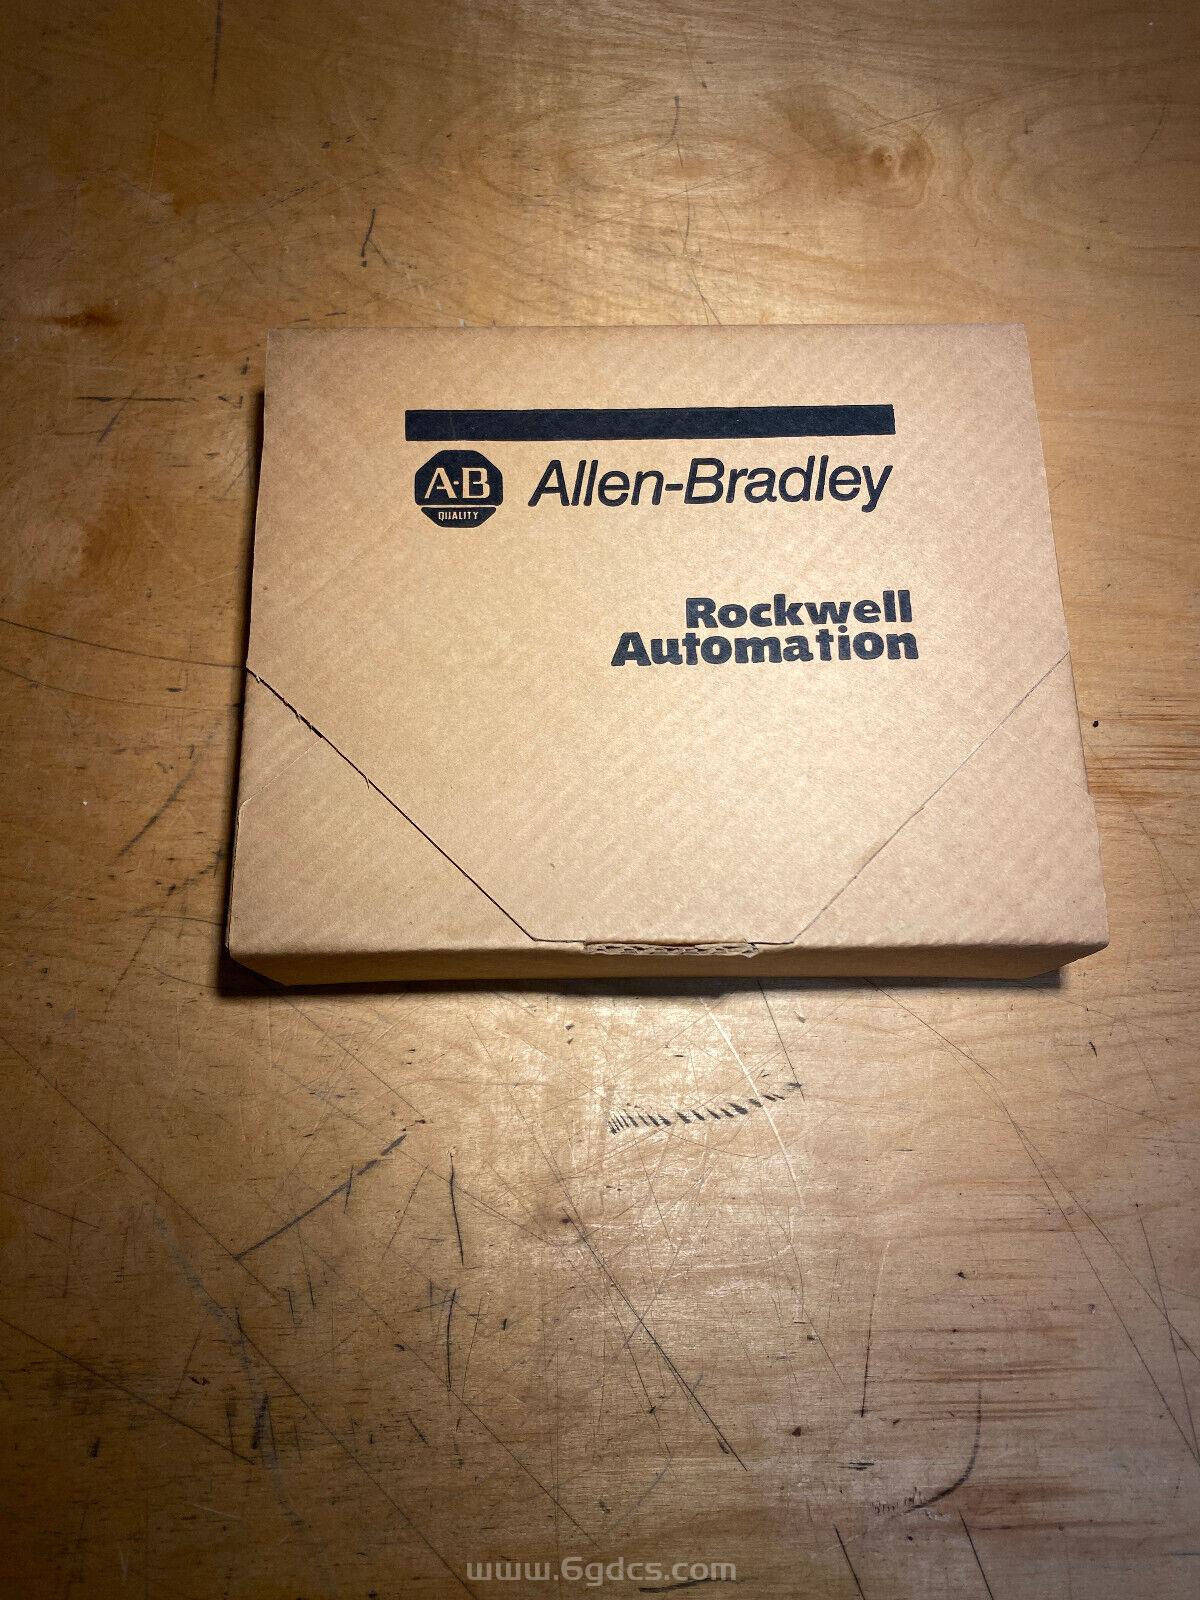 A·B
QUALITY
Allen-Bradley
Rockwell
Automation
www.6gdcs.com